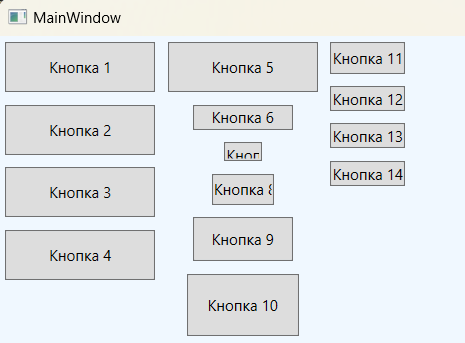 MainWindow
Кнопка 1
Кнопка 2
Кнопка 3
Кнопка 4
Кнопка 5
Кнопка 6
Кноп
Кнопка 8
Кнопка 9
Кнопка 10
Кнопка 11
Кнопка 12
Кнопка 13
Кнопка 14